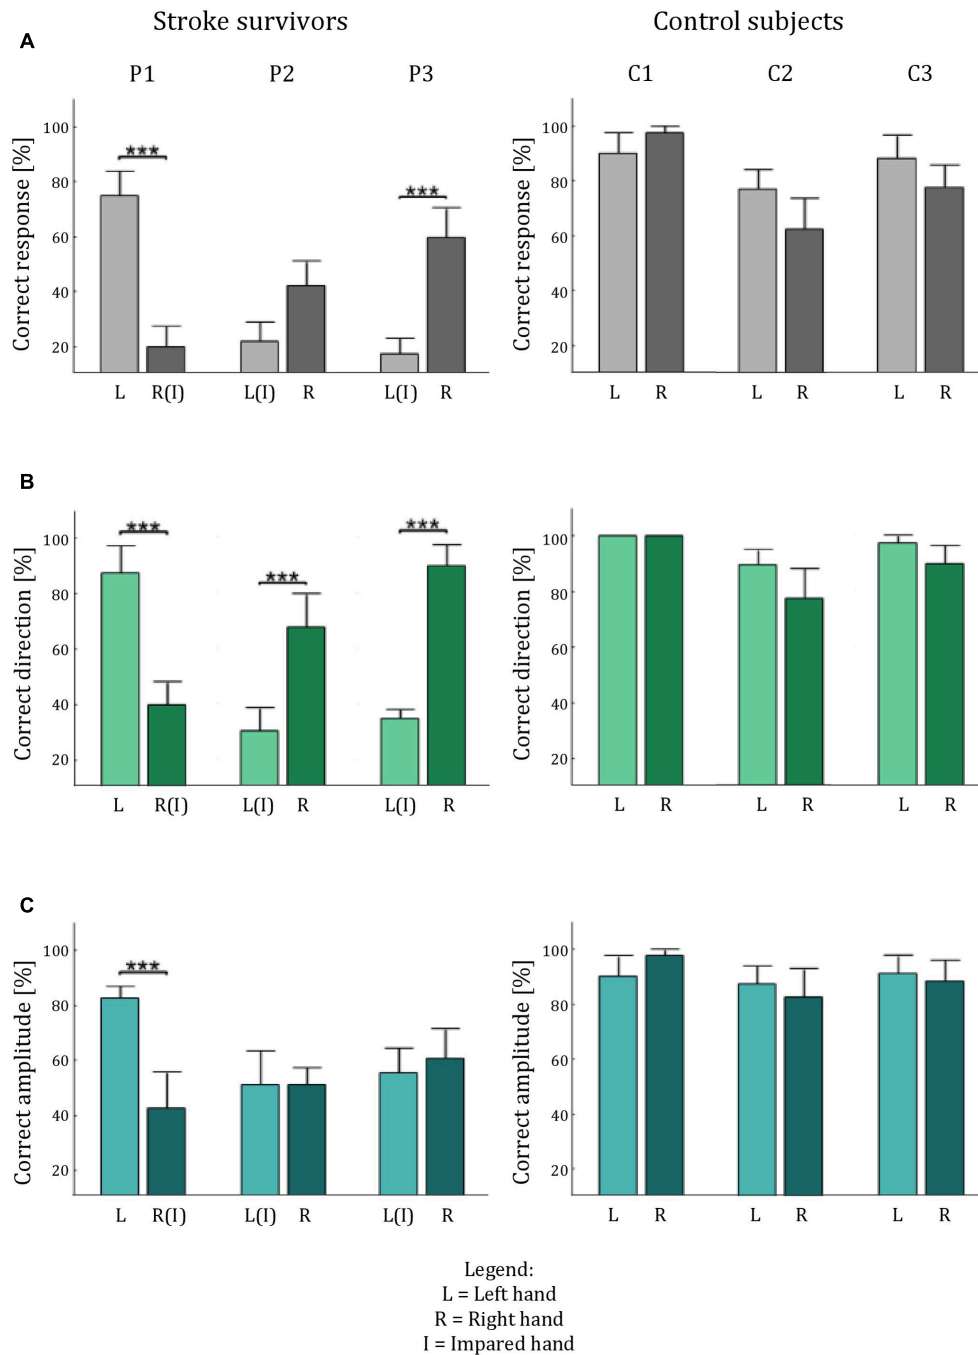 Stroke survivors Control subjects
A
P1 P2 P3 C1 C2 C3
Correct response [%]
100
80
60
40
20
***
***
L R(I) L(I) R L(I) R
Correct response [%]
100
80
60
40
20
L R L R L R
B
Correct direction [%]
100
80
60
40
20
***
***
***
L R(I) L(I) R L(I) R
Correct direction [%]
100
80
60
40
20
L R L R L R
C
Correct amplitude [%]
100
80
60
40
20
***
L R(I) L(I) R L(I) R
Correct amplitude [%]
100
80
60
40
20
L R L R L R
Legend:
L = Left hand
R = Right hand
I = Impared hand